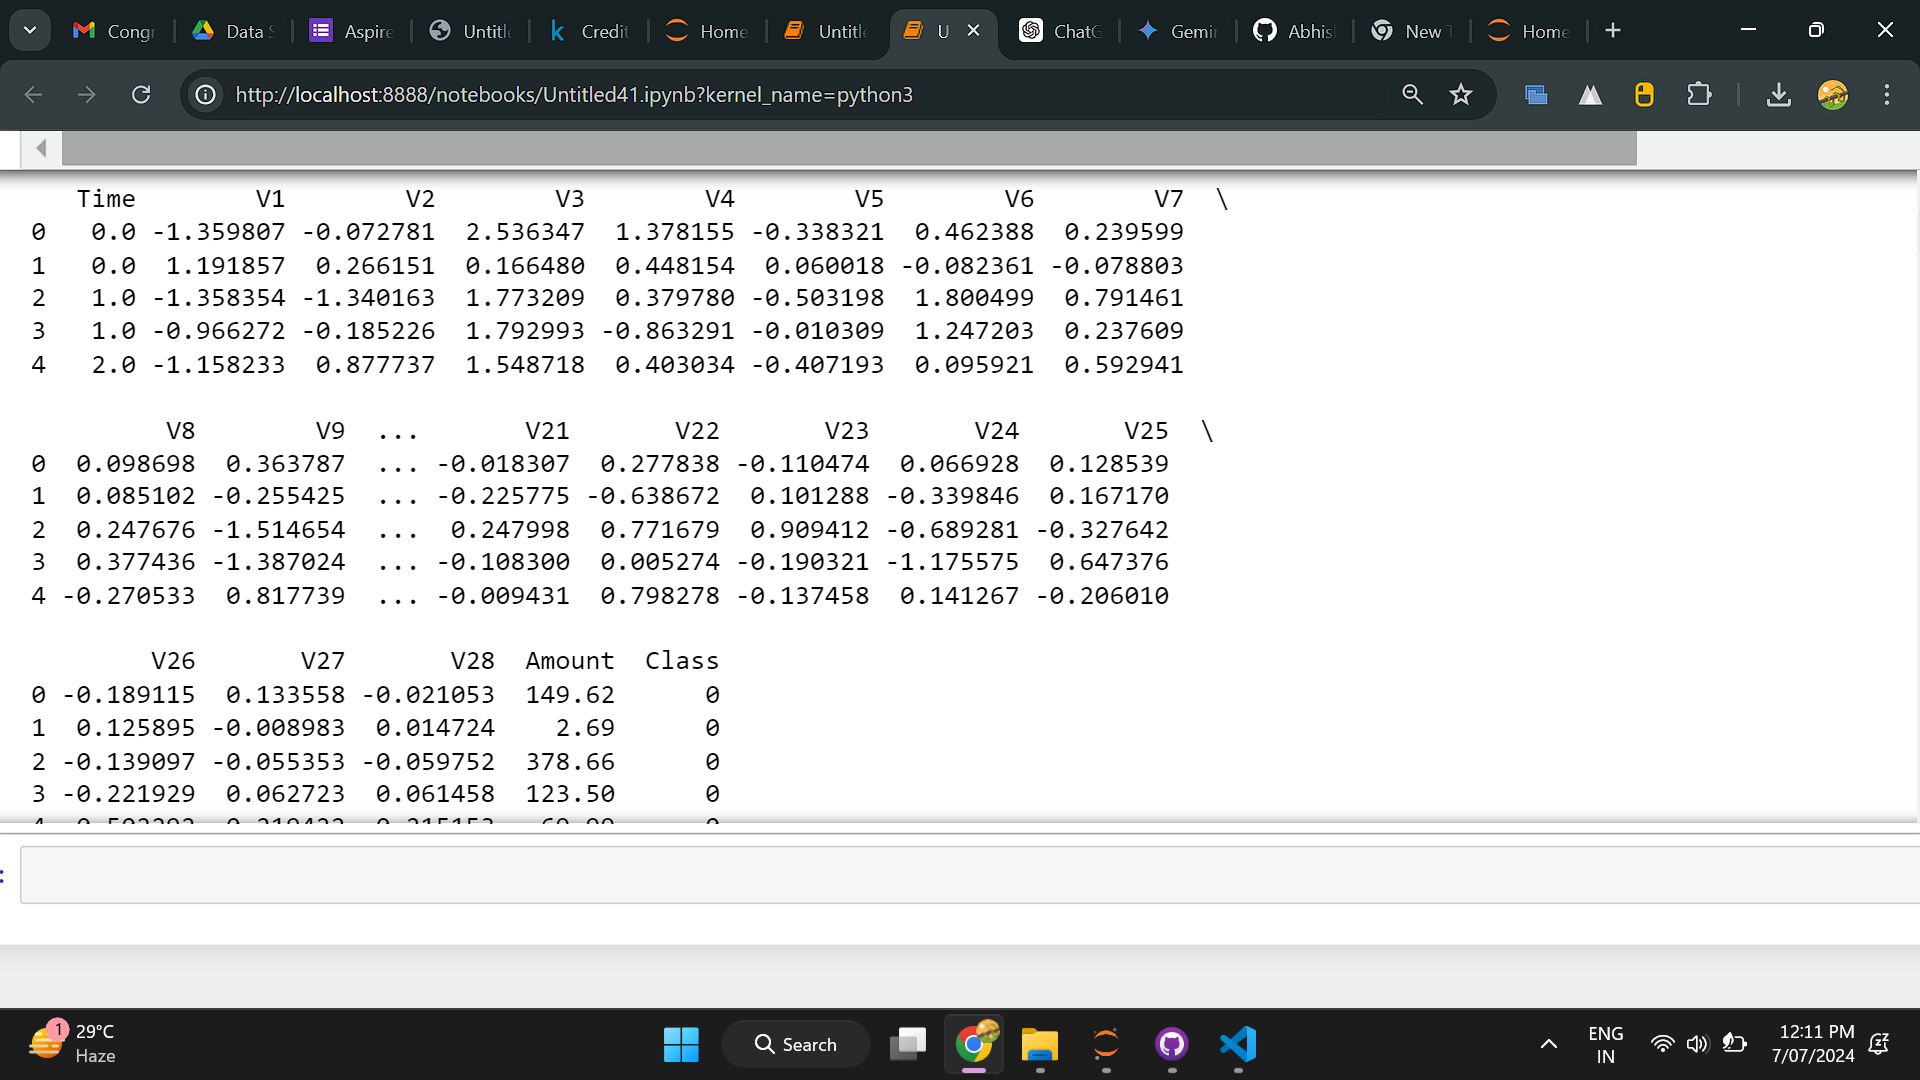 Congr
Data S
Aspire
Untitle
Credit
Home
Untitle
U
ChatG
Gemin
Abhish
New T
Home
http://localhost:8888/notebooks/Untitled41.ipynb?kernel_name=python3
Time V1 V2 V3 V4 V5 V6 V7 \
0 0.0 -1.359807 -0.072781 2.536347 1.378155 -0.338321 0.462388 0.239599
1 0.0 1.191857 0.266151 0.166480 0.448154 0.060018 -0.082361 -0.078803
2 1.0 -1.358354 -1.340163 1.773209 0.379780 -0.503198 1.800499 0.791461
3 1.0 -0.966272 -0.185226 1.792993 -0.863291 -0.010309 1.247203 0.237609
4 2.0 -1.158233 0.877737 1.548718 0.403034 -0.407193 0.095921 0.592941
V8 V9 ... V21 V22 V23 V24 V25 \
0 0.098698 0.363787 ... -0.018307 0.277838 -0.110474 0.066928 0.128539
1 0.085102 -0.255425 ... -0.225775 -0.638672 0.101288 -0.339846 0.167170
2 0.247676 -1.514654 ... 0.247998 0.771679 0.909412 -0.689281 -0.327642
3 0.377436 -1.387024 ... -0.108300 0.005274 -0.190321 -1.175575 0.647376
4 -0.270533 0.817739 ... -0.009431 0.798278 -0.137458 0.141267 -0.206010
V26 V27 V28 Amount Class
0 -0.189115 0.133558 -0.021053 149.62 0
1 0.125895 -0.008983 0.014724 2.69 0
2 -0.139097 -0.055353 -0.059752 378.66 0
3 -0.221929 0.062723 0.061458 123.50 0
:
1
29°C
Haze
Search
ENG
IN
12:11 PM
7/07/2024